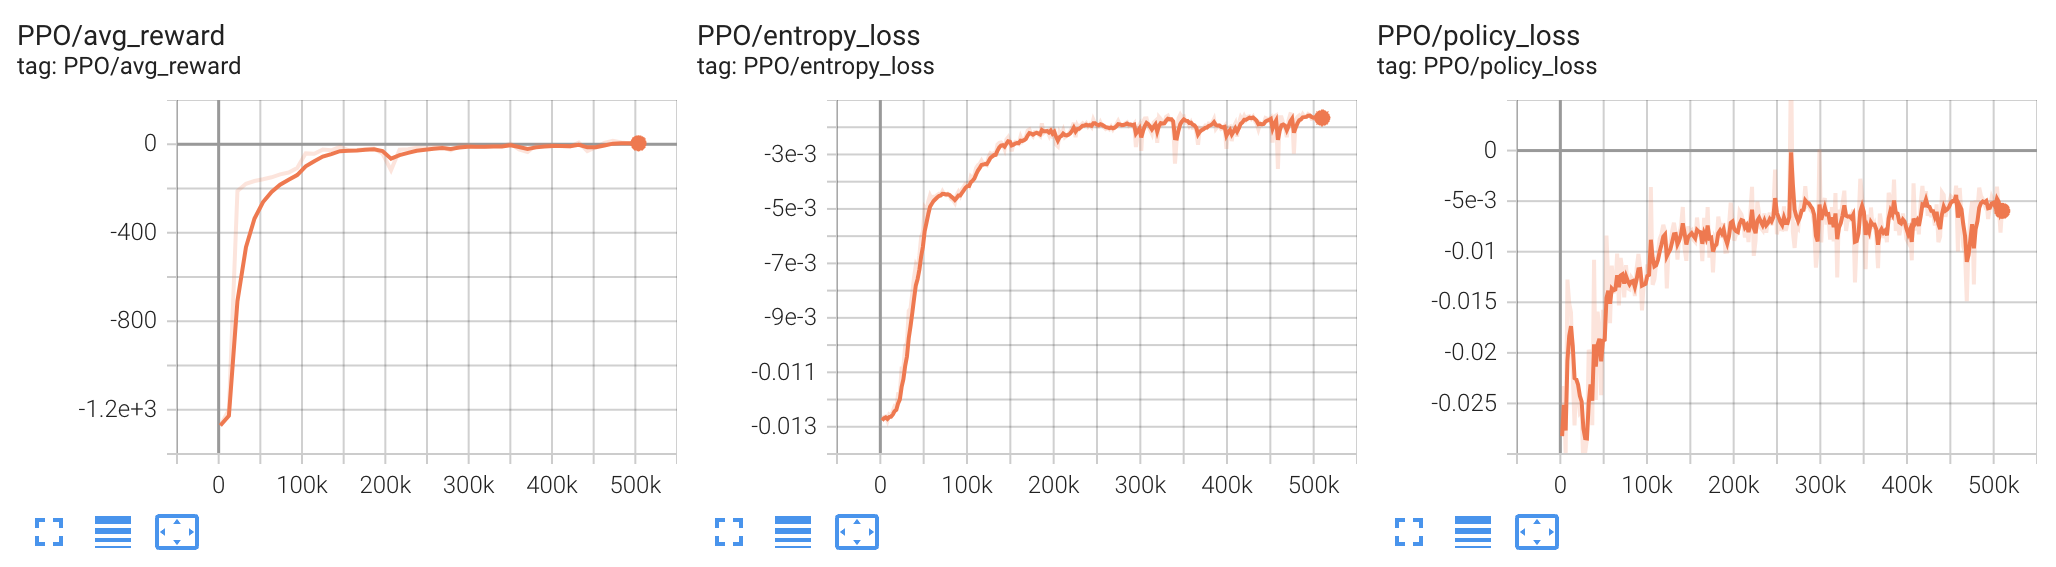 PPO/avg_reward
tag: PPO/avg_reward
0
-400
-800
-1.2e+3
0 100k 200k 300k 400k 500k
PPO/entropy_loss
tag: PPO/entropy_loss
-3e-3
-5e-3
-7e-3
-9e-3
-0.011
-0.013
0 100k 200k 300k 400k 500k
PPO/policy_loss
tag: PPO/policy_loss
0
-5e-3
-0.01
-0.015
-0.02
-0.025
0 100k 200k 300k 400k 500k